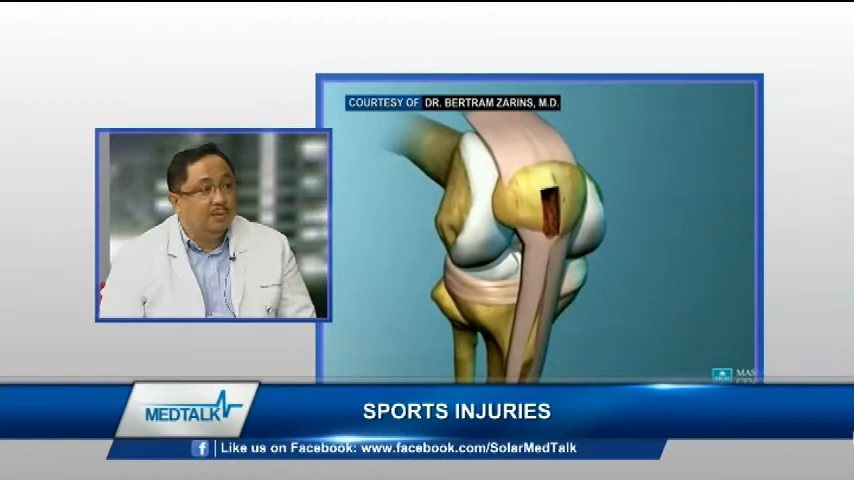 COURTESY OF DR. BERTRAM ZARINS, M.D.
MEDTALK
SPORTS INJURIES
f Like us on Facebook: www.facebook.com/SolarMedTalk